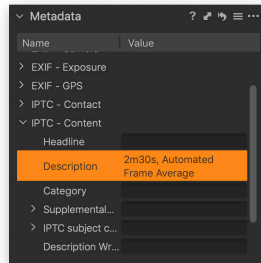 Metadata ?
Name Value
EXIF - Exposure
EXIF - GPS
IPTC - Contact
IPTC - Content
Headline
Description 2m30s, Automated
Frame Average
Category
Supplemental...
IPTC subject c...
Description Wr...